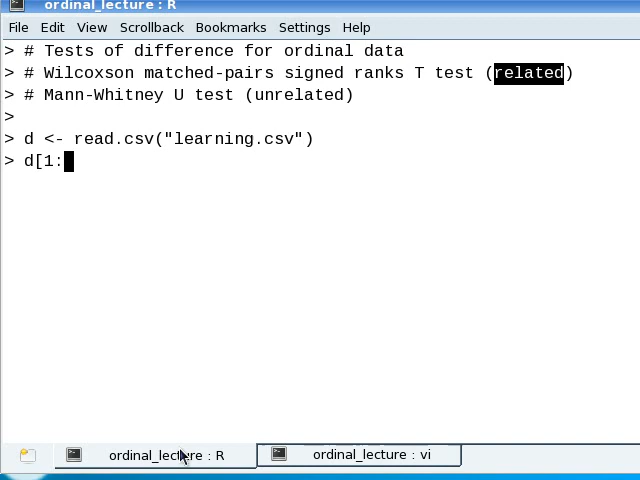 ordinal_lecture : R
File Edit View Scrollback Bookmarks Settings Help
> # Tests of difference for ordinal data
> # Wilcoxson matched-pairs signed ranks T test (related)
> # Mann-Whitney U test (unrelated)
>
> d <- read.csv("learning.csv")
> d[1:
ordinal_lecture : R ordinal_lecture : vi